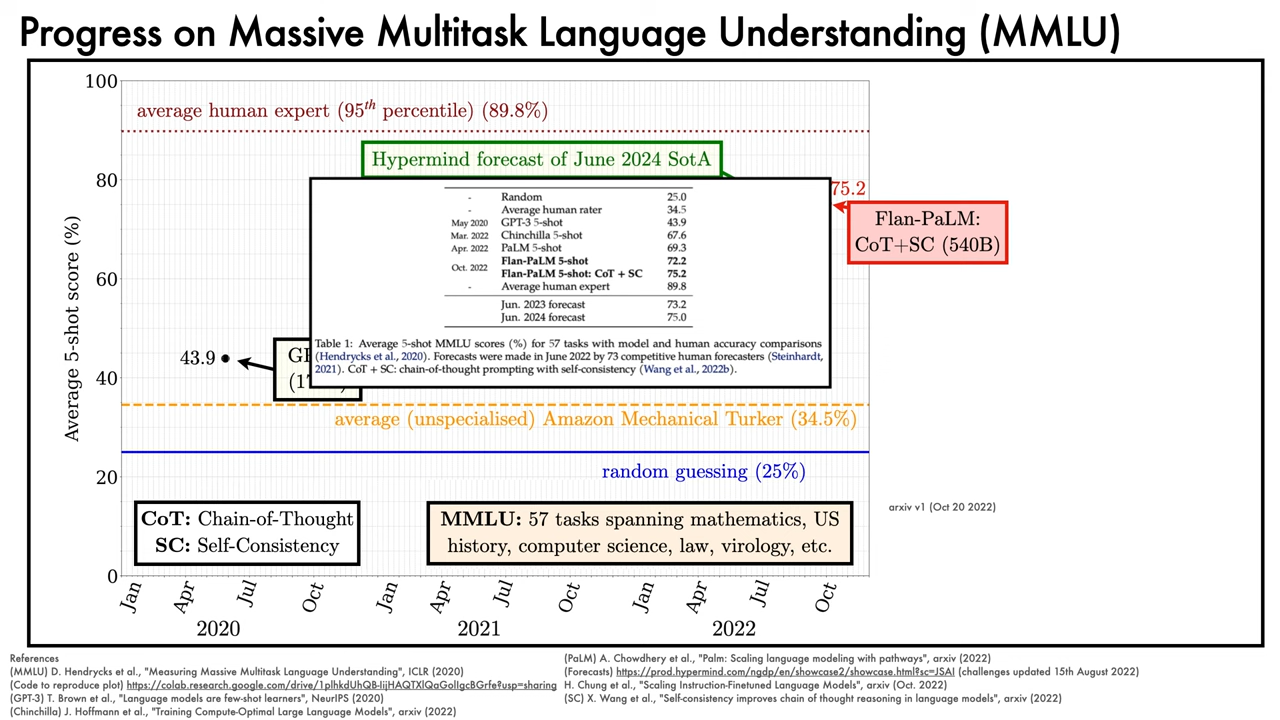 Progress on Massive Multitask Language Understanding (MMLU)
100
average human expert (95th percentile) (89.8%)
Hypermind forecast of June 2024 SotA
80
75.2
Flan-PaLM:
CoT+SC (540B)
- Random 25.0
- Average human rater 34.5
May 2020 GPT-3 5-shot 43.9
Mar. 2022 Chinchilla 5-shot 67.6
Apr. 2022 PaLM 5-shot 69.3
Oct. 2022 Flan-PaLM 5-shot 72.2
Flan-PaLM 5-shot: CoT + SC 75.2
- Average human expert 89.8
Jun. 2023 forecast 73.2
Jun. 2024 forecast 75.0
Table 1: Average 5-shot MMLU scores (%) for 57 tasks with model and human accuracy comparisons
(Hendrycks et al., 2020). Forecasts were made in June 2022 by 73 competitive human forecasters (Steinhardt,
2021). CoT + SC: chain-of-thought prompting with self-consistency (Wang et al., 2022b).
Average 5-shot score (%)
60
43.9
40
average (unspecialised) Amazon Mechanical Turker (34.5%)
random guessing (25%)
20
CoT: Chain-of-Thought
SC: Self-Consistency
MMLU: 57 tasks spanning mathematics, US
history, computer science, law, virology, etc.
arxiv v1 (Oct 20 2022)
0
Jan Apr Jul Oct Jan Apr Jul Oct Jan Apr Jul Oct
2020 2021 2022
References
(MMLU) D. Hendrycks et al., "Measuring Massive Multitask Language Understanding", ICLR (2020)
(Code to reproduce plot) https://colab.research.google.com/drive/1plhkdUhQB-IijHAQTXlQaGolIgcBGrfe?usp=sharing
(GPT-3) T. Brown et al., "Language models are few-shot learners", NeurIPS (2020)
(Chinchilla) J. Hoffmann et al., "Training Compute-Optimal Large Language Models", arxiv (2022)
(PaLM) A. Chowdhery et al., "Palm: Scaling language modeling with pathways", arxiv (2022)
(Forecasts) https://prod.hypermind.com/ngdp/en/showcase2/showcase.html?sc=JSAI (challenges updated 15th August 2022)
H. Chung et al., "Scaling Instruction-Finetuned Language Models", arxiv (Oct. 2022)
(SC) X. Wang et al., "Self-consistency improves chain of thought reasoning in language models", arxiv (2022)